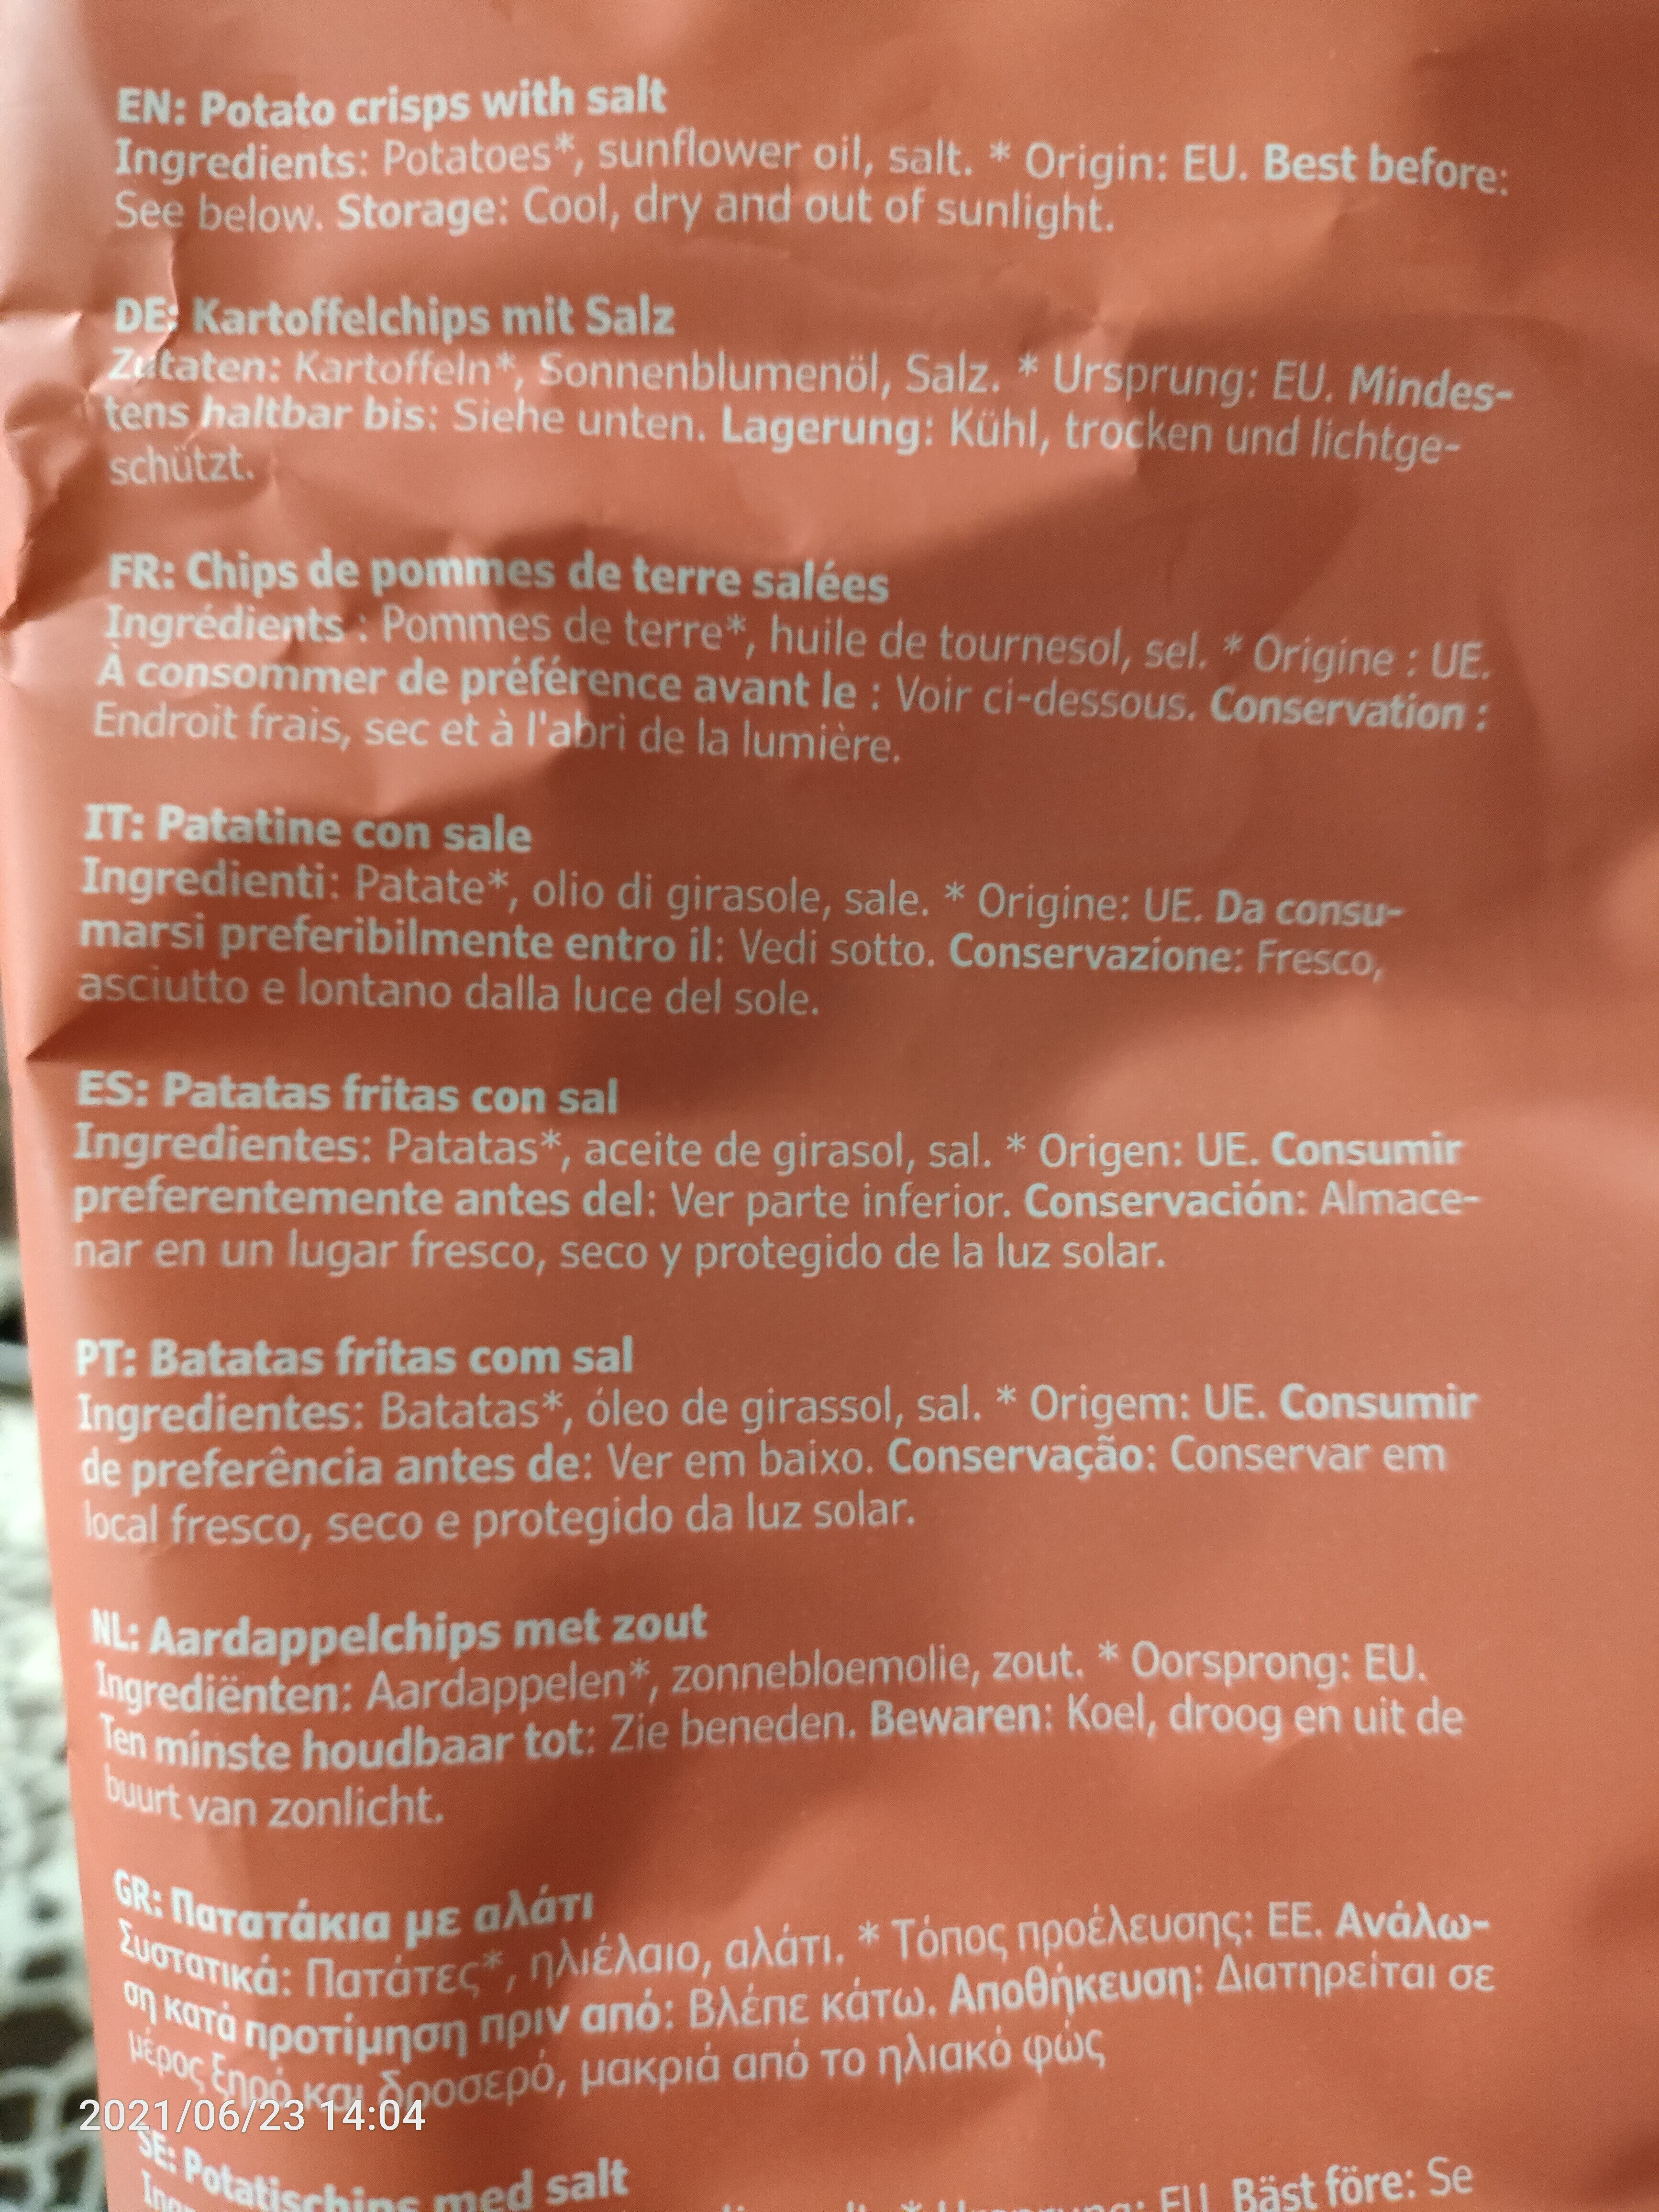 EN: Potato crisps with salt
Ingredients: Potatoes*, sunflower oil, salt. * Origin: EU. Best before:
See below. Storage: Cool, dry and out of sunlight.
DE: Kartoffelchips mit Salz
Zutaten: Kartoffeln*, Sonnenblumenöl, Salz. * Ursprung: EU. Mindes-
tens haltbar bis: Siehe unten. Lagerung: Kühl, trocken und lichtge-
schützt.
FR: Chips de pommes de terre salées
Ingrédients : Pommes de terre*, huile de tournesol, sel. * Origine : UE.
À consommer de préférence avant le : Voir ci-dessous. Conservation :
Endroit frais, sec et à l'abri de la lumière.
IT: Patatine con sale
Ingredienti: Patate*, olio di girasole, sale. * Origine: UE. Da consu-
marsi preferibilmente entro il: Vedi sotto. Conservazione: Fresco,
asciutto e lontano dalla luce del sole.
ES: Patatas fritas con sal
Ingredientes: Patatas*, aceite de girasol, sal. * Origen: UE. Consumir
preferentemente antes del: Ver parte inferior. Conservación: Almace-
nar en un lugar fresco, seco y protegido de la luz solar.
PT: Batatas fritas com sal
Ingredientes: Batatas*, óleo de girassol, sal. * Origem: UE. Consumir
de preferência antes de: Ver em baixo. Conservação: Conservar em
local fresco, seco e protegido da luz solar.
NL: Aardappelchips met zout
Ingrediënten: Aardappelen*, zonnebloemolie, zout. * Oorsprong: EU.
Ten minste houdbaar tot: Zie beneden. Bewaren: Koel, droog en uit de
buurt van zonlicht.
GR: Πατατάκια με αλάτι
Συστατικά: Πατάτες*, ηλιέλαιο, αλάτι. * Τόπος προέλευσης: ΕΕ. Ανάλω-
ση κατά προτίμηση πριν από: Βλέπε κάτω. Αποθήκευση: Διατηρείται σε
μέρος ξηρό και δροσερό, μακριά από το ηλιακό φώς
2021/06/23 14:04
SE: Potatischips med salt
EU. Bäst före: Se